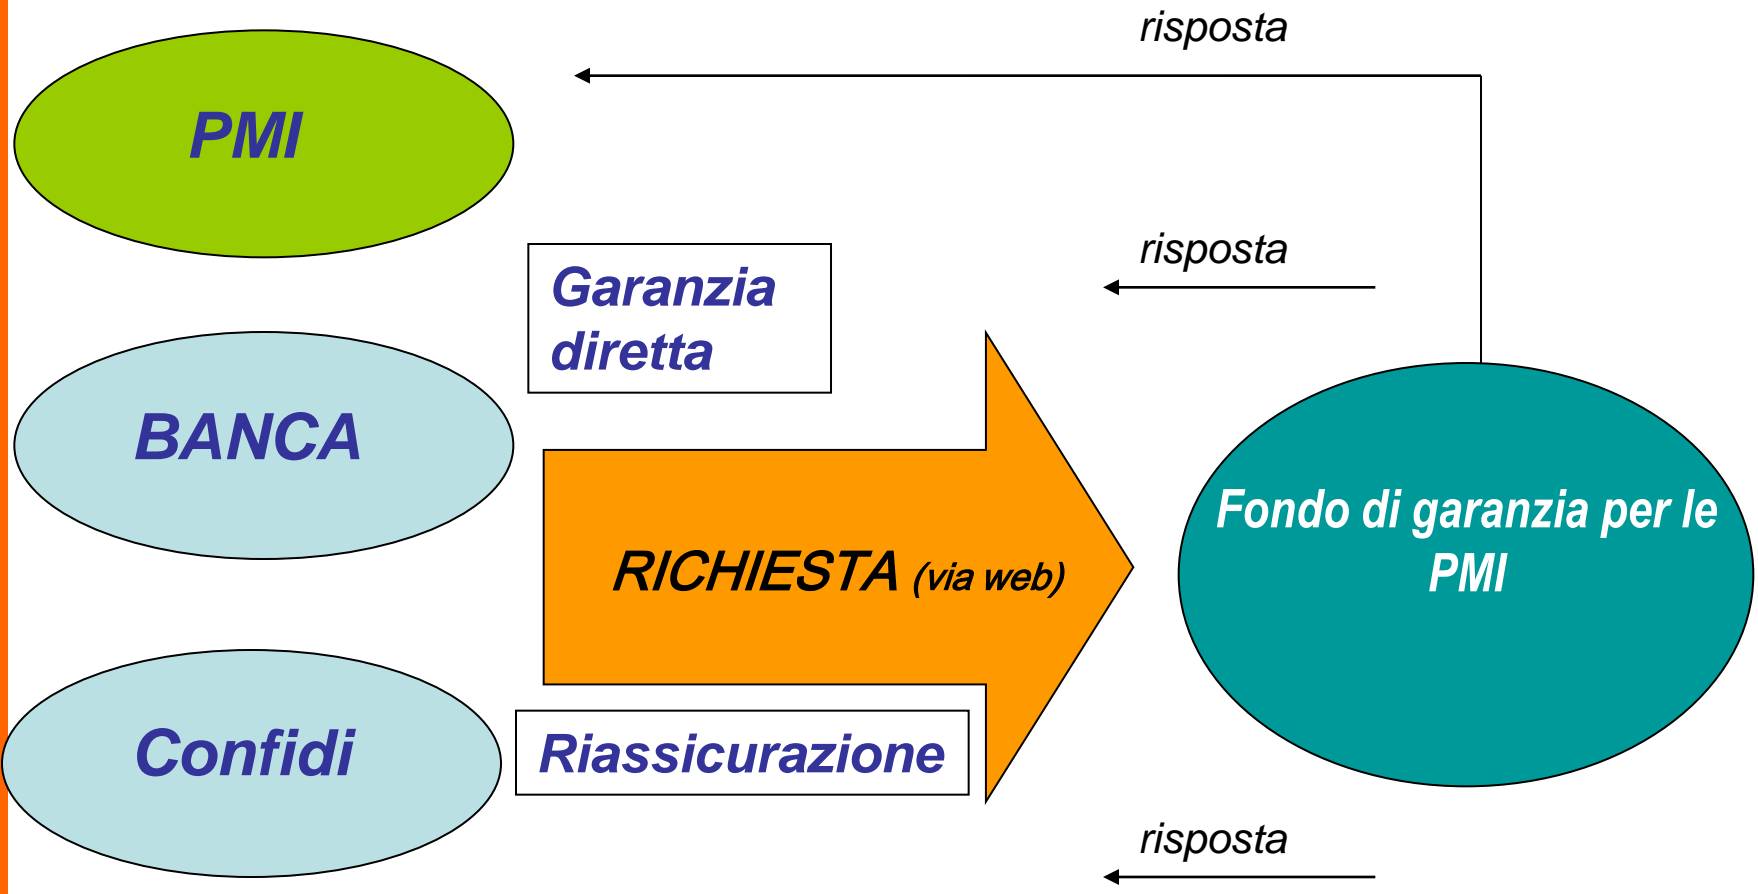 risposta
PMI
risposta
Garanzia
diretta
BANCA
Fondo di garanzia per le
PMI
RICHIESTA (via web)
Confidi
Riassicurazione
risposta